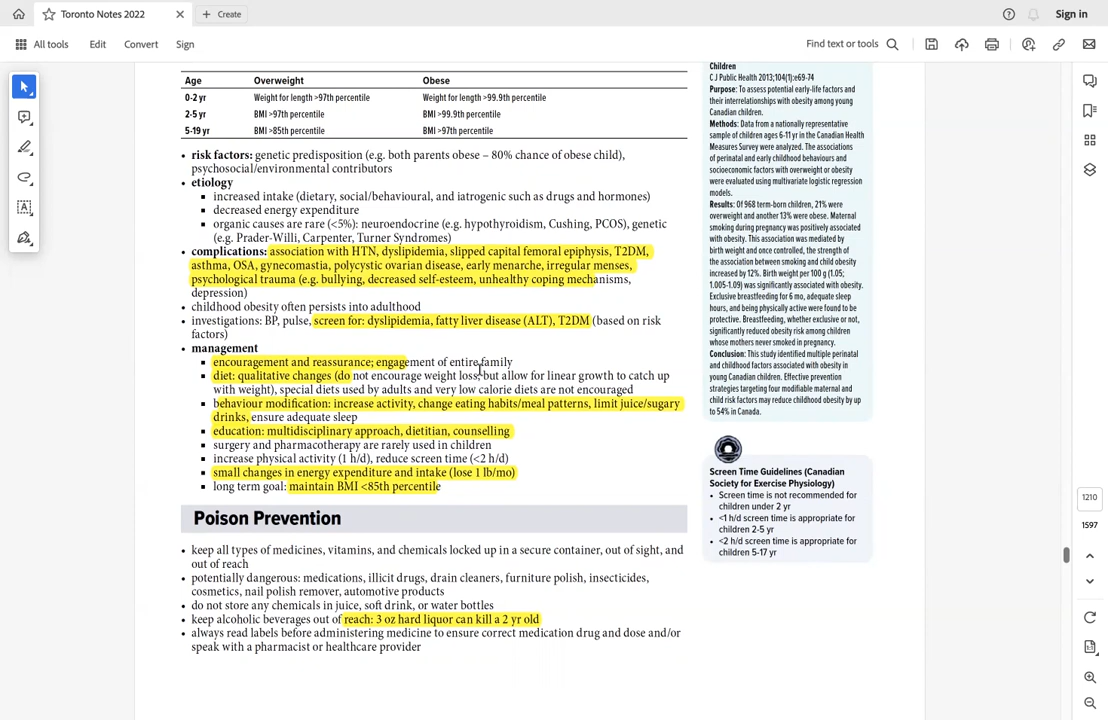 Toronto Notes 2022
Create
Sign in
All tools
Edit
Convert
Sign
Find text or tools
Age Overweight Obese
0-2 yr Weight for length >97th percentile Weight for length >99.9th percentile
2-5 yr BMI >97th percentile BMI >99.9th percentile
5-19 yr BMI >85th percentile BMI >97th percentile
• risk factors: genetic predisposition (e.g. both parents obese – 80% chance of obese child),
psychosocial/environmental contributors
• etiology
▪ increased intake (dietary, social/behavioural, and iatrogenic such as drugs and hormones)
▪ decreased energy expenditure
▪ organic causes are rare (<5%): neuroendocrine (e.g. hypothyroidism, Cushing, PCOS), genetic
(e.g. Prader-Willi, Carpenter, Turner Syndromes)
• complications: association with HTN, dyslipidemia, slipped capital femoral epiphysis, T2DM,
asthma, OSA, gynecomastia, polycystic ovarian disease, early menarche, irregular menses,
psychological trauma (e.g. bullying, decreased self-esteem, unhealthy coping mechanisms,
depression)
• childhood obesity often persists into adulthood
• investigations: BP, pulse, screen for: dyslipidemia, fatty liver disease (ALT), T2DM (based on risk
factors)
• management
▪ encouragement and reassurance; engagement of entire family
▪ diet: qualitative changes (do not encourage weight loss, but allow for linear growth to catch up
with weight), special diets used by adults and very low calorie diets are not encouraged
▪ behaviour modification: increase activity, change eating habits/meal patterns, limit juice/sugary
drinks, ensure adequate sleep
▪ education: multidisciplinary approach, dietitian, counselling
▪ surgery and pharmacotherapy are rarely used in children
▪ increase physical activity (1 h/d), reduce screen time (<2 h/d)
▪ small changes in energy expenditure and intake (lose 1 lb/mo)
▪ long term goal: maintain BMI <85th percentile
Poison Prevention
• keep all types of medicines, vitamins, and chemicals locked up in a secure container, out of sight, and
out of reach
• potentially dangerous: medications, illicit drugs, drain cleaners, furniture polish, insecticides,
cosmetics, nail polish remover, automotive products
• do not store any chemicals in juice, soft drink, or water bottles
• keep alcoholic beverages out of reach: 3 oz hard liquor can kill a 2 yr old
• always read labels before administering medicine to ensure correct medication drug and dose and/or
speak with a pharmacist or healthcare provider
Children
C J Public Health 2013;104(1):e69-74
Purpose: To assess potential early-life factors and
their interrelationships with obesity among young
Canadian children.
Methods: Data from a nationally representative
sample of children ages 6-11 yr in the Canadian Health
Measures Survey were analyzed. The associations
of perinatal and early childhood behaviours and
socioeconomic factors with overweight or obesity
were evaluated using multivariate logistic regression
models.
Results: Of 968 term-born children, 21% were
overweight and another 13% were obese. Maternal
smoking during pregnancy was positively associated
with obesity. This association was mediated by
birth weight and once controlled, the strength of
the association between smoking and child obesity
increased by 12%. Birth weight per 100 g (1.05;
1.005-1.09) was significantly associated with obesity.
Exclusive breastfeeding for 6 mo, adequate sleep
hours, and being physically active were found to be
protective. Breastfeeding, whether exclusive or not,
significantly reduced obesity risk among children
whose mothers never smoked in pregnancy.
Conclusion: This study identified multiple perinatal
and childhood factors associated with obesity in
young Canadian children. Effective prevention
strategies targeting four modifiable maternal and
child risk factors may reduce childhood obesity by up
to 54% in Canada.
Screen Time Guidelines (Canadian
Society for Exercise Physiology)
• Screen time is not recommended for
children under 2 yr
• <1 h/d screen time is appropriate for
children 2-5 yr
• <2 h/d screen time is appropriate for
children 5-17 yr
1210
1597